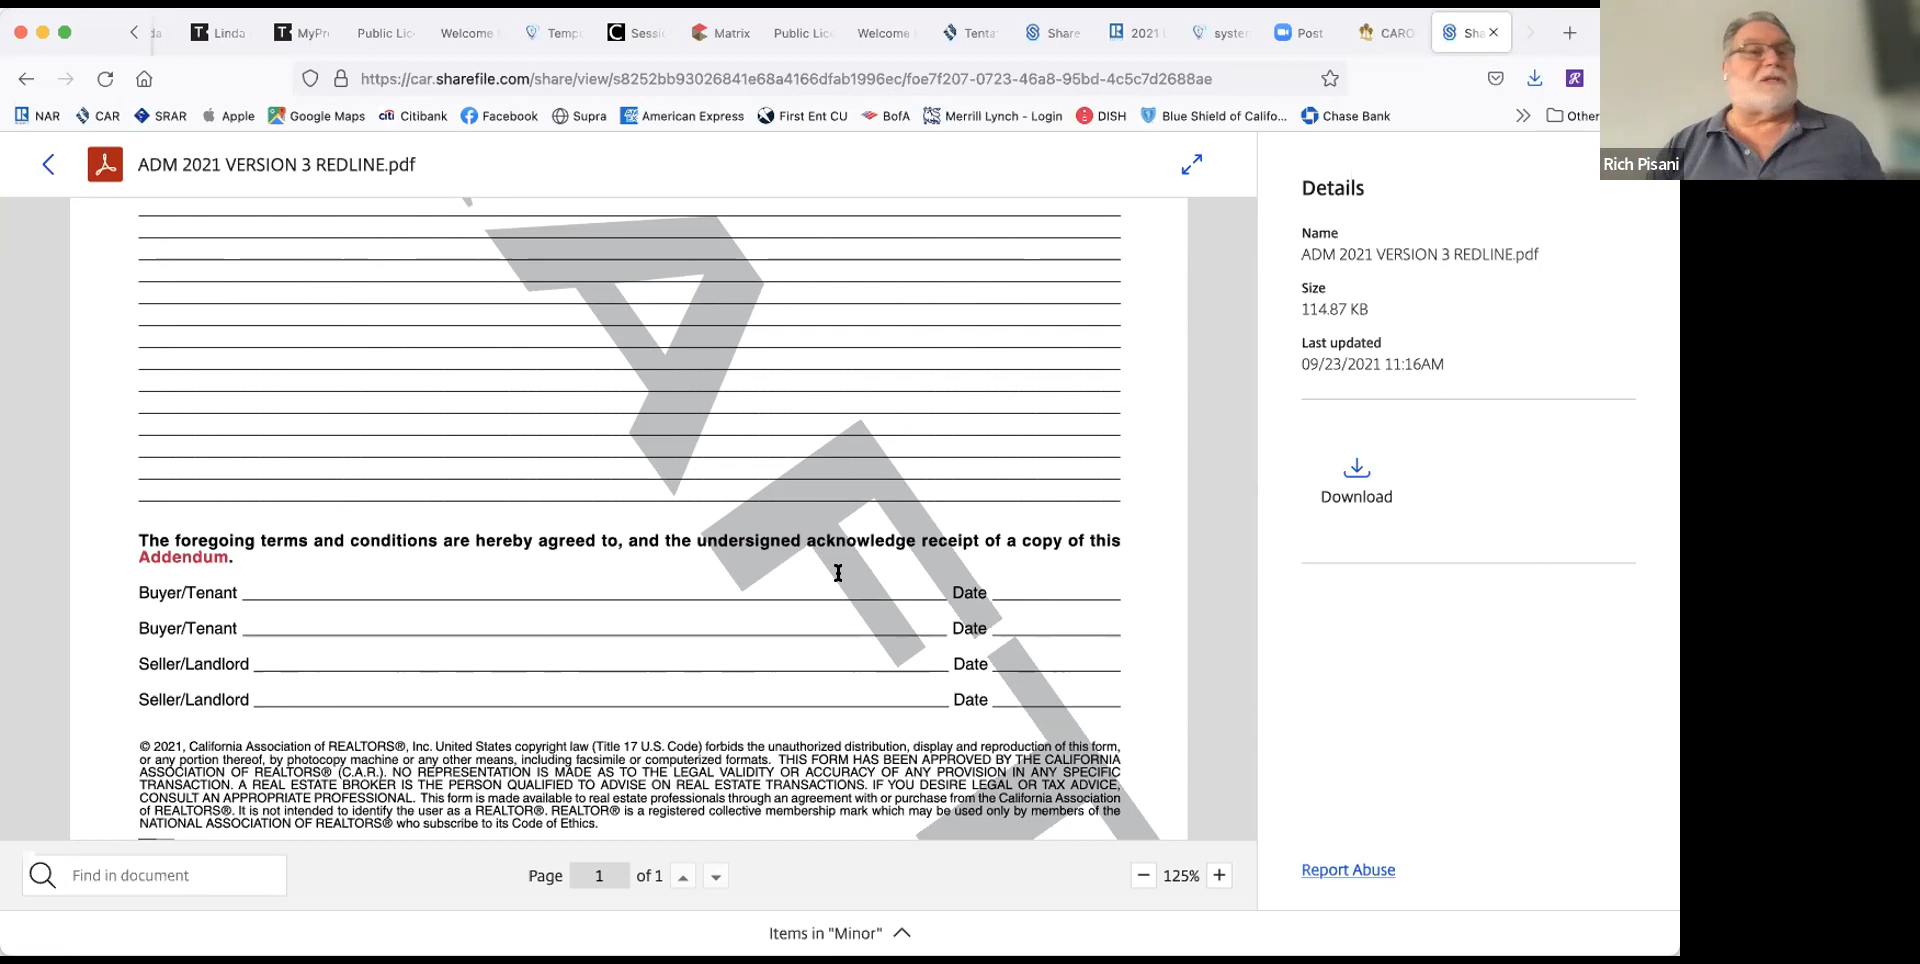 Linda
MyPr
Public Lic
Welcome
Temp
Sessi
Matrix
Public Lic
Welcome
Tenta
Share
2021
syster
Post
CARO
Sha
https://car.sharefile.com/share/view/s8252bb93026841e68a4166dfab1996ec/foe7f207-0723-46a8-95bd-4c5c7d2688ae
NAR CAR SRAR Apple Google Maps citi Citibank Facebook Supra American Express First Ent CU BofA Merrill Lynch - Login DISH Blue Shield of Califo... Chase Bank Other
Rich Pisani
ADM 2021 VERSION 3 REDLINE.pdf
The foregoing terms and conditions are hereby agreed to, and the undersigned acknowledge receipt of a copy of this
Addendum.
Buyer/Tenant Date
Buyer/Tenant Date
Seller/Landlord Date
Seller/Landlord Date
© 2021, California Association of REALTORS®, Inc. United States copyright law (Title 17 U.S. Code) forbids the unauthorized distribution, display and reproduction of this form,
or any portion thereof, by photocopy machine or any other means, including facsimile or computerized formats. THIS FORM HAS BEEN APPROVED BY THE CALIFORNIA
ASSOCIATION OF REALTORS® (C.A.R.). NO REPRESENTATION IS MADE AS TO THE LEGAL VALIDITY OR ACCURACY OF ANY PROVISION IN ANY SPECIFIC
TRANSACTION. A REAL ESTATE BROKER IS THE PERSON QUALIFIED TO ADVISE ON REAL ESTATE TRANSACTIONS. IF YOU DESIRE LEGAL OR TAX ADVICE,
CONSULT AN APPROPRIATE PROFESSIONAL. This form is made available to real estate professionals through an agreement with or purchase from the California Association
of REALTORS®. It is not intended to identify the user as a REALTOR®. REALTOR® is a registered collective membership mark which may be used only by members of the
NATIONAL ASSOCIATION OF REALTORS® who subscribe to its Code of Ethics.
Find in document
Page 1 of 1
125%
Items in "Minor"
Details
Name
ADM 2021 VERSION 3 REDLINE.pdf
Size
114.87 KB
Last updated
09/23/2021 11:16AM
Download
Report Abuse